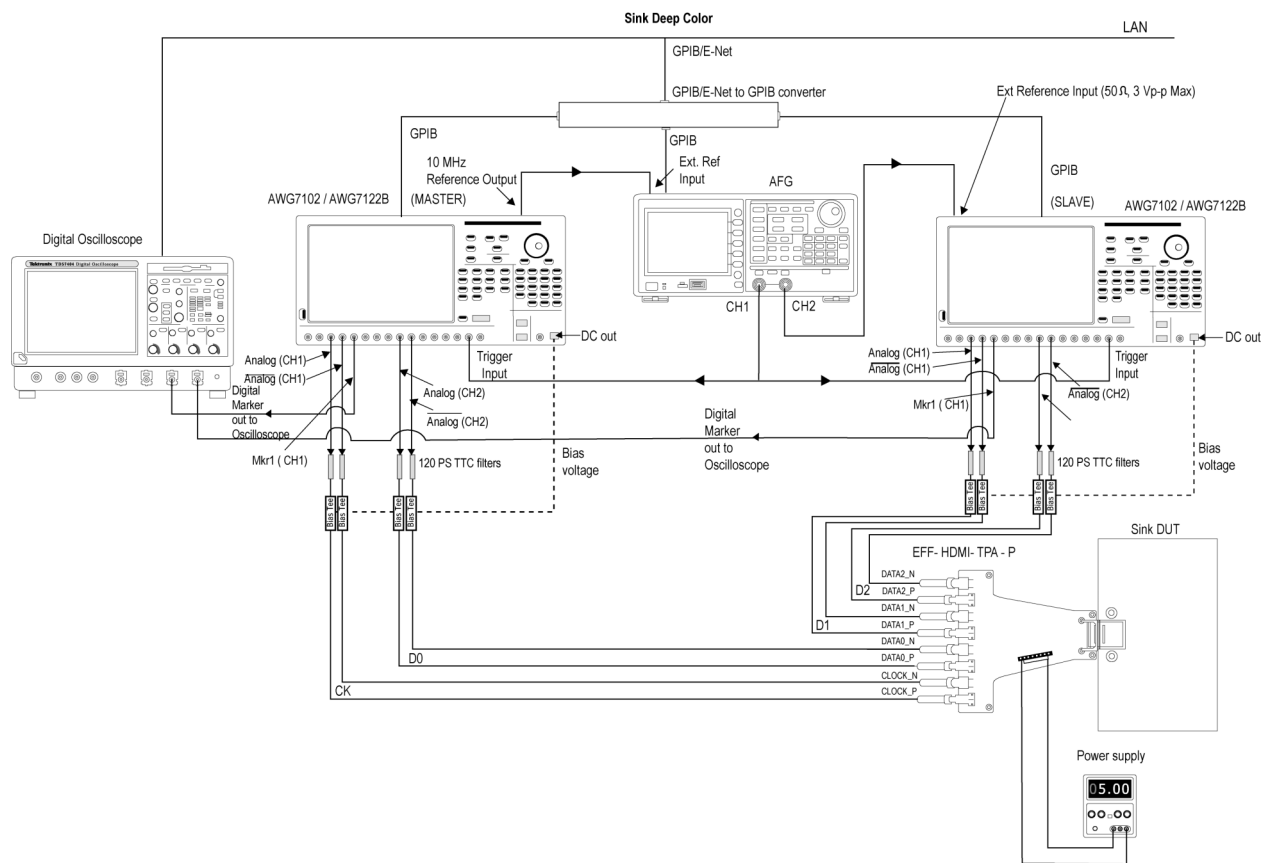 Sink Deep Color
LAN
GPIB/E-Net
GPIB/E-Net to GPIB converter
Ext Reference Input (50Ω, 3 Vp-p Max)
GPIB
GPIB
GPIB
10 MHz
Reference Output
(MASTER)
Ext. Ref
Input
AFG
(SLAVE)
AWG7102 / AWG7122B
AWG7102 / AWG7122B
Digital Oscilloscope
Tektronix
Digital Oscilloscope
CH1
CH2
DC out
DC out
Analog (CH1)
Analog (CH1)
Digital
Marker
out to
Oscilloscope
Mkr1 ( CH1)
Analog (CH2)
Analog (CH2)
Trigger
Input
Analog (CH1)
Analog (CH1)
Mkr1 ( CH1)
Trigger
Input
Analog (CH2)
Digital
Marker
out to
Oscilloscope
Bias
voltage
Bias
voltage
120 PS TTC filters
120 PS TTC filters
Bias Tee
Bias Tee
Bias Tee
Bias Tee
Bias Tee
Bias Tee
Bias Tee
Bias Tee
EFF- HDMI- TPA - P
Sink DUT
DATA2_N
D2
DATA2_P
DATA1_N
D1
DATA1_P
DATA0_N
D0
DATA0_P
CLOCK_N
CK
CLOCK_P
Power supply
05.00